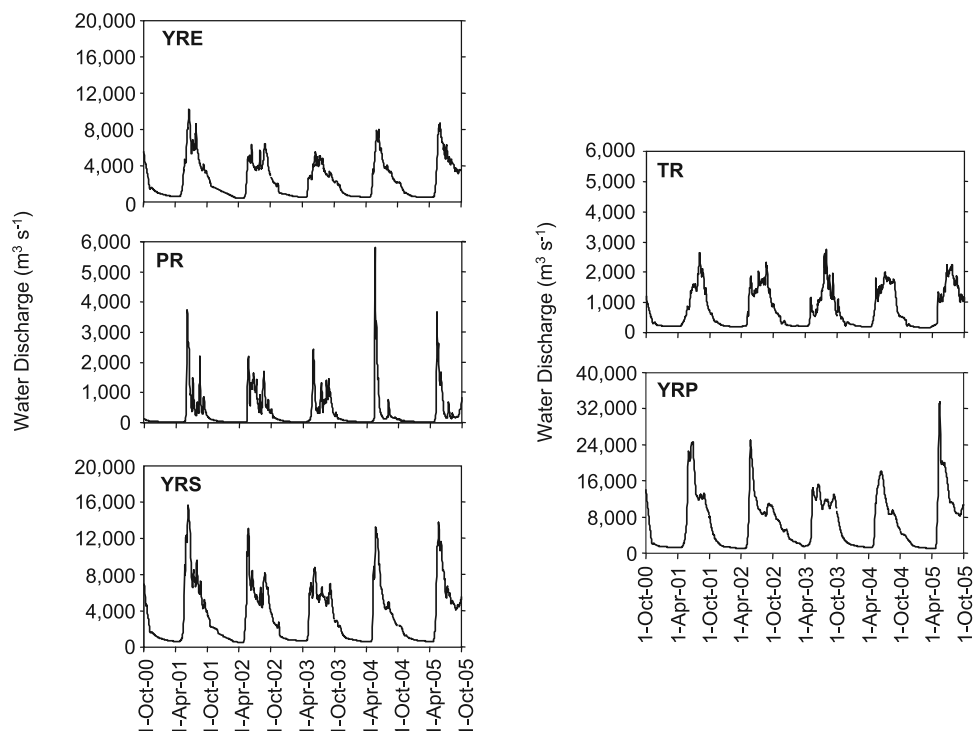 Water Discharge (m³ s⁻¹)
YRE
20,000
16,000
12,000
8,000
4,000
0
PR
6,000
5,000
4,000
3,000
2,000
1,000
0
YRS
20,000
16,000
12,000
8,000
4,000
0
1-Oct-00
1-Apr-01
1-Oct-01
1-Apr-02
1-Oct-02
1-Apr-03
1-Oct-03
1-Apr-04
1-Oct-04
1-Apr-05
1-Oct-05
Water Discharge (m³ s⁻¹)
TR
6,000
5,000
4,000
3,000
2,000
1,000
0
YRP
40,000
32,000
24,000
16,000
8,000
0
1-Oct-00
1-Apr-01
1-Oct-01
1-Apr-02
1-Oct-02
1-Apr-03
1-Oct-03
1-Apr-04
1-Oct-04
1-Apr-05
1-Oct-05